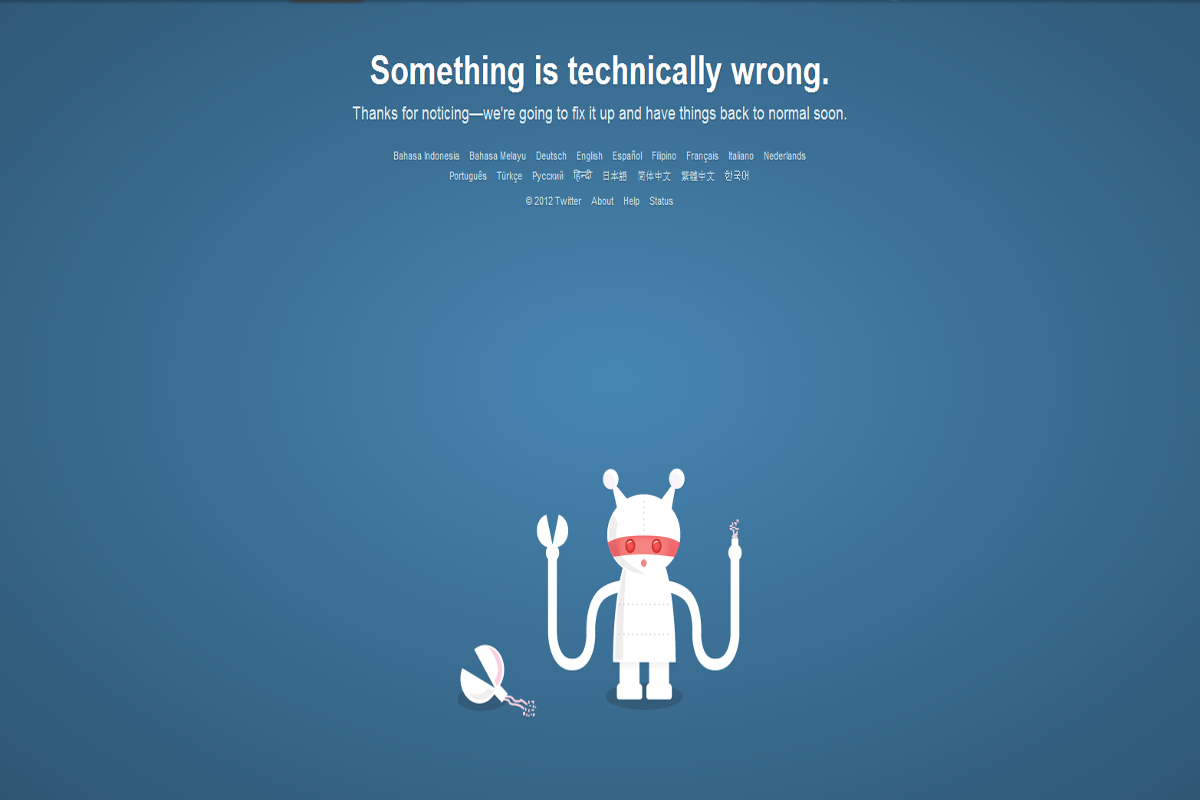 Something is technically wrong.
Thanks for noticing—we're going to fix it up and have things back to normal soon.
Bahasa Indonesia Bahasa Melayu Deutsch English Español Filipino Français Italiano Nederlands
Português Türkçe Русский हिन्दी 日本語 简体中文 繁體中文 한국어
© 2012 Twitter About Help Status